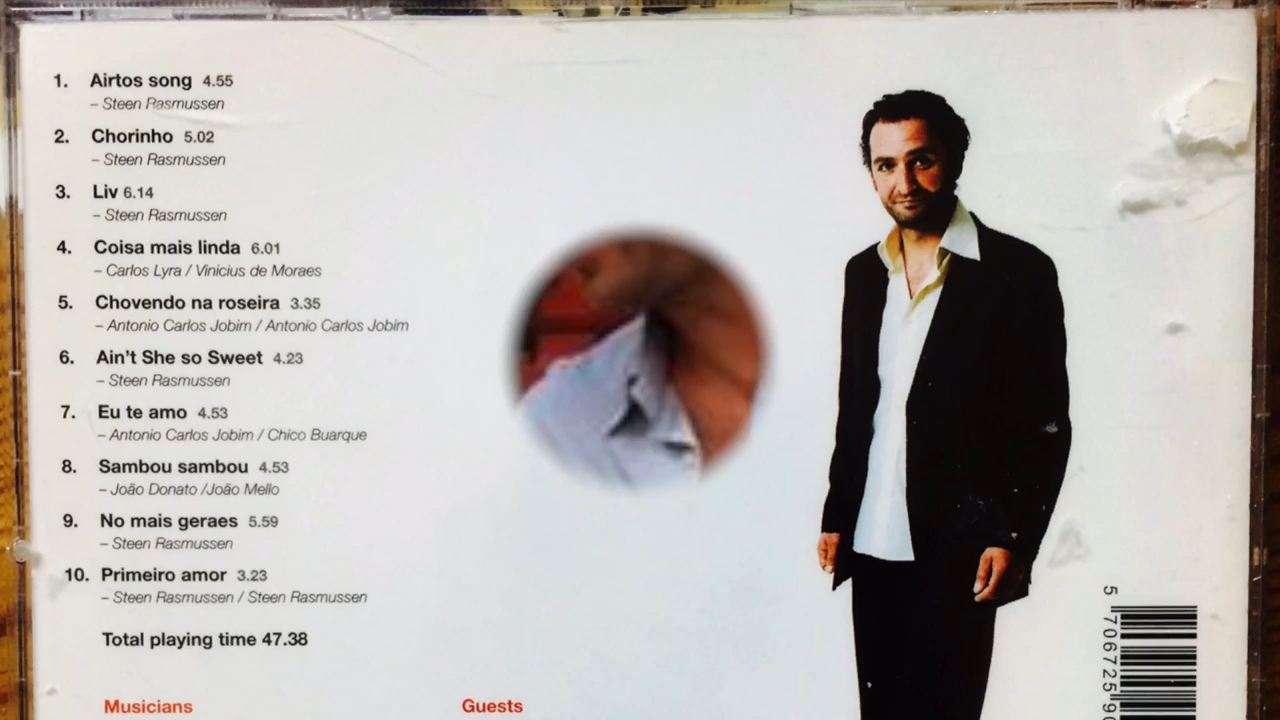 1. Airtos song 4.55
– Steen Rasmussen
2. Chorinho 5.02
– Steen Rasmussen
3. Liv 6.14
– Steen Rasmussen
4. Coisa mais linda 6.01
– Carlos Lyra / Vinicius de Moraes
5. Chovendo na roseira 3.35
– Antonio Carlos Jobim / Antonio Carlos Jobim
6. Ain't She so Sweet 4.23
– Steen Rasmussen
7. Eu te amo 4.53
– Antonio Carlos Jobim / Chico Buarque
8. Sambou sambou 4.53
– João Donato /João Mello
9. No mais geraes 5.59
– Steen Rasmussen
10. Primeiro amor 3.23
– Steen Rasmussen / Steen Rasmussen
Total playing time 47.38
Musicians
Guests
5 706725 9